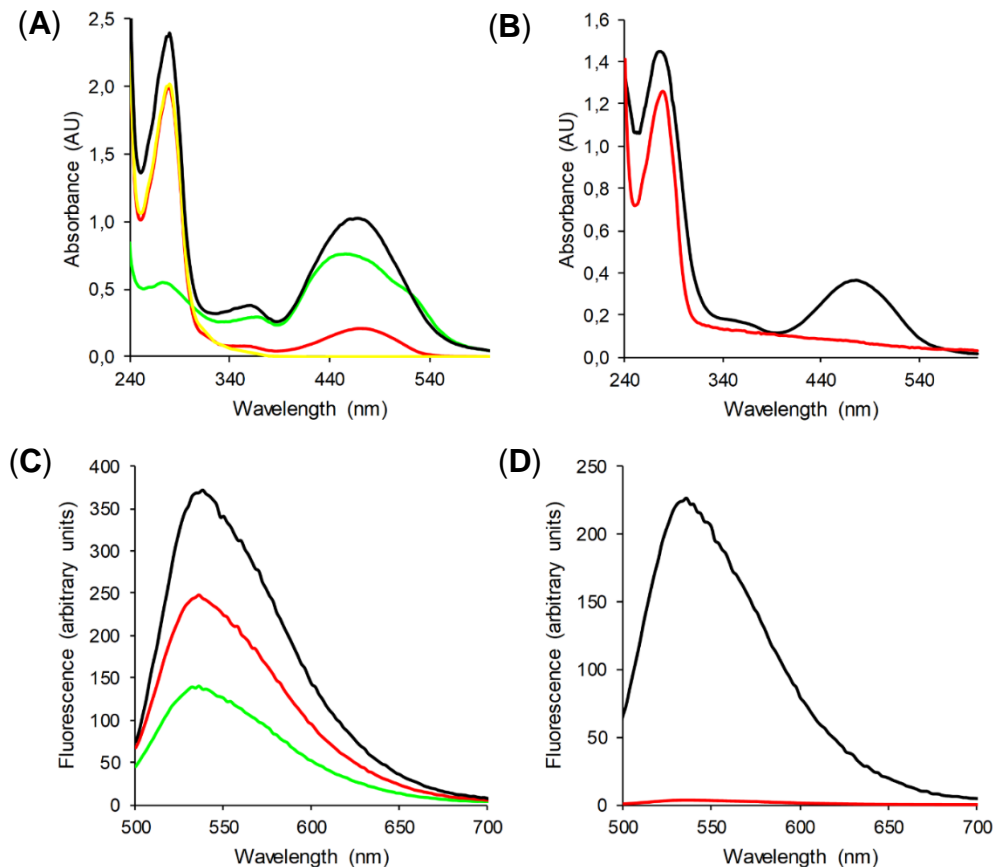 (A)
2,5
2.0
1.5
1.0
0.5
0,0
Absorbance (AU)
240 340 440 540
Wavelength (nm)
(B)
1,6
1,4
1,2
1,0
0,8
0,6
0,4
0,2
0,0
Absorbance (AU)
240 340 440 540
Wavelength (nm)
(C)
400
350
300
250
200
150
100
50
0
Fluorescence (arbitrary units)
500 550 600 650 700
Wavelength (nm)
(D)
250
200
150
100
50
0
Fluorescence (arbitrary units)
500 550 600 650 700
Wavelength (nm)